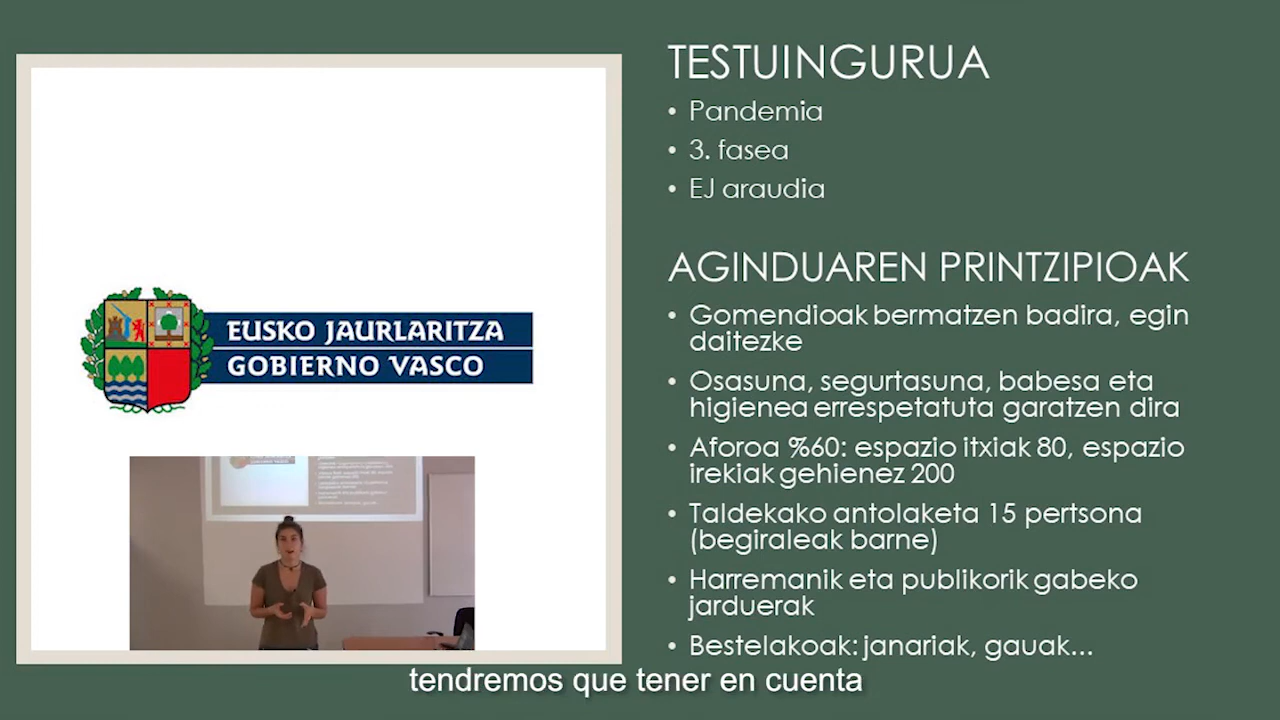 TESTUINGURUA
• Pandemia
• 3. fasea
• EJ araudia
AGINDUAREN PRINTZIPIOAK
• Gomendioak bermatzen badira, egin
daitezke
• Osasuna, segurtasuna, babesa eta
higienea errespetatuta garatzen dira
• Aforoa %60: espazio itxiak 80, espazio
irekiak gehienez 200
• Taldekako antolaketa 15 pertsona
(begiraleak barne)
• Harremanik eta publikorik gabeko
jarduerak
• Bestelakoak: janariak, gauak...
EUSKO JAURLARITZA
GOBIERNO VASCO
tendremos que tener en cuenta